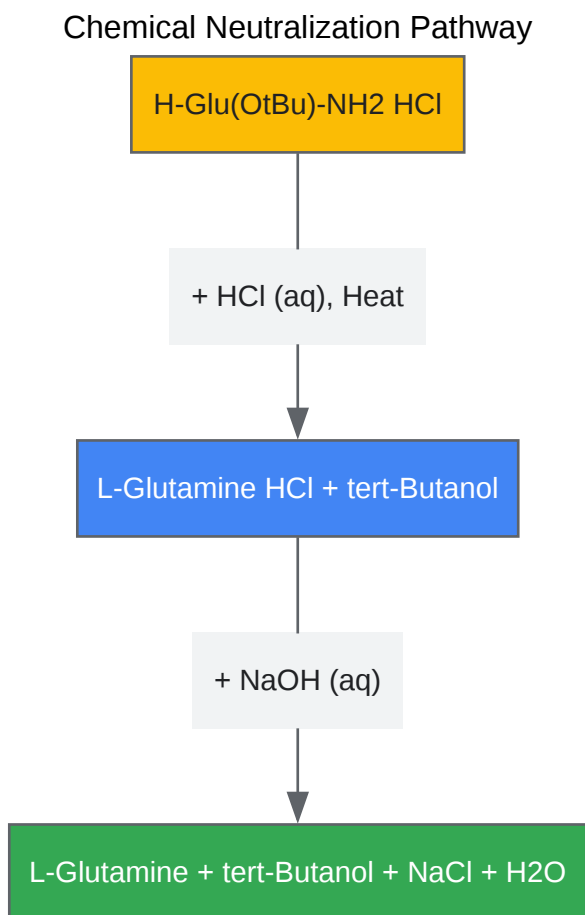 Chemical Neutralization Pathway
H-Glu(OtBu)-NH2 HCl
+ HCl (aq), Heat
L-Glutamine HCl + tert-Butanol
+ NaOH (aq)
L-Glutamine + tert-Butanol + NaCl + H2O